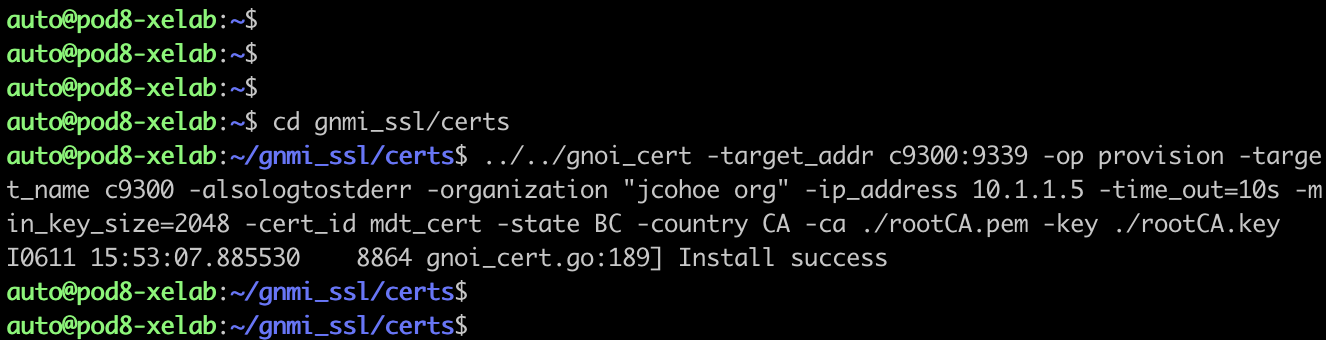 auto@pod8-xelab:~$
auto@pod8-xelab:~$
auto@pod8-xelab:~$
auto@pod8-xelab:~$ cd gnmi_ssl/certs
auto@pod8-xelab:~/gnmi_ssl/certs$ ../../gnoi_cert -target_addr c9300:9339 -op provision -targe
t_name c9300 -alsologtostderr -organization "jcohoe org" -ip_address 10.1.1.5 -time_out=10s -m
in_key_size=2048 -cert_id mdt_cert -state BC -country CA -ca ./rootCA.pem -key ./rootCA.key
I0611 15:53:07.885530    8864 gnoi_cert.go:189] Install success
auto@pod8-xelab:~/gnmi_ssl/certs$
auto@pod8-xelab:~/gnmi_ssl/certs$